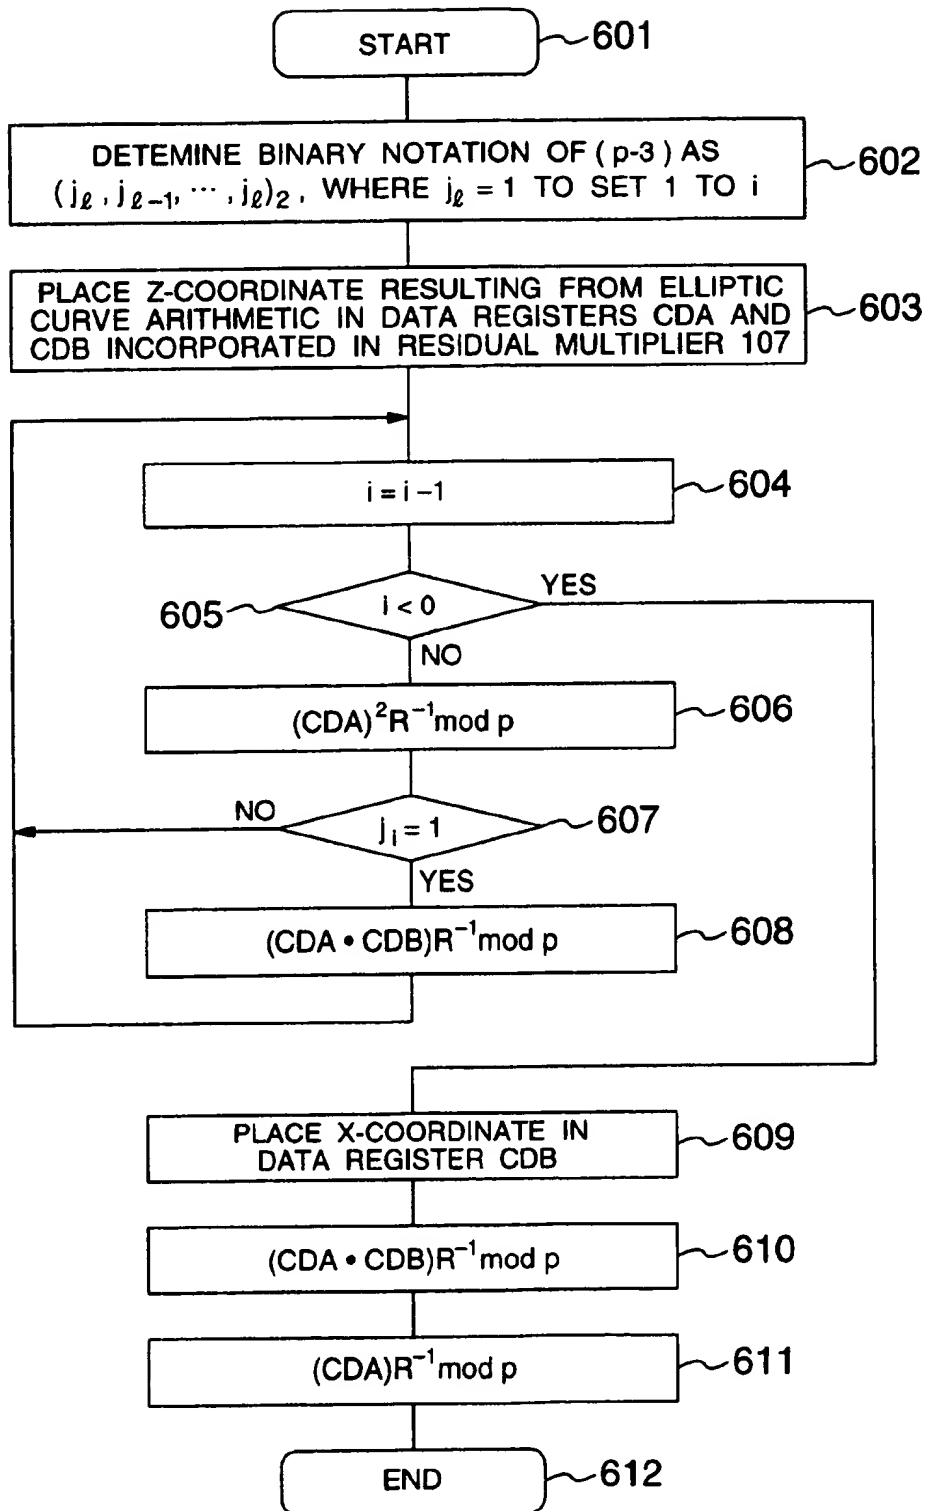 START
601
DETEMINE BINARY NOTATION OF (p-3) AS
(jℓ, jℓ-1, ⋯, jℓ)2, WHERE jℓ = 1 TO SET 1 TO i
602
PLACE Z-COORDINATE RESULTING FROM ELLIPTIC
CURVE ARITHMETIC IN DATA REGISTERS CDA AND
CDB INCORPORATED IN RESIDUAL MULTIPLIER 107
603
i = i -1
604
605
i < 0
YES
NO
(CDA)²R⁻¹mod p
606
NO
jᵢ = 1
607
YES
(CDA • CDB)R⁻¹mod p
608
PLACE X-COORDINATE IN
DATA REGISTER CDB
609
(CDA • CDB)R⁻¹mod p
610
(CDA)R⁻¹mod p
611
END
612